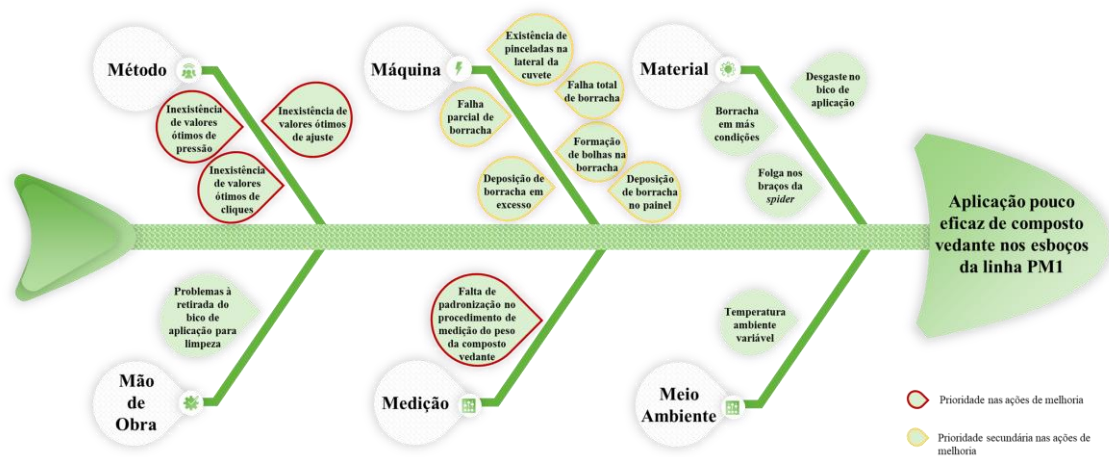 Método
Inexistência
de valores
ótimos de
pressão
Inexistência de
valores ótimos
de ajuste
Inexistência
de valores
ótimos de
cliques
Máquina
Existência de
pinceladas na
lateral da
cuvete
Falha total
de borracha
Falha
parcial de
borracha
Formação
de bolhas na
borracha
Deposição de
borracha em
excesso
Deposição
de borracha
no painel
Material
Desgaste no
bico de
aplicação
Borracha
em más
condições
Folga nos
braços da
spider
Aplicação pouco
eficaz de composto
vedante nos esboços
da linha PM1
Problemas à
retirada do
bico de
aplicação para
limpeza
Mão
de
Obra
Falta de
padronização no
procedimento de
medição do peso
da composto
vedante
Medição
Temperatura
ambiente
variável
Meio
Ambiente
Prioridade nas ações de melhoria
Prioridade secundária nas ações de
melhoria